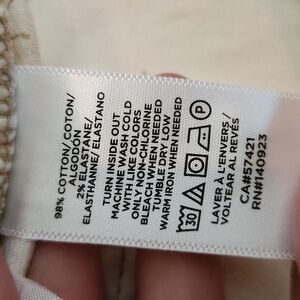 98% COTTON/COTON/
ALGODÓN
2% ELASTANE/
ELASTHANNE/ELASTANO
TURN INSIDE OUT
MACHINE WASH COLD
WITH LIKE COLORS
ONLY NON-CHLORINE
BLEACH WHEN NEEDED
TUMBLE DRY LOW
WARM IRON WHEN NEEDED
30
P
LAVER À L'ENVERS/
VOLTEAR AL REVÉS
CA#57421
RN#140923